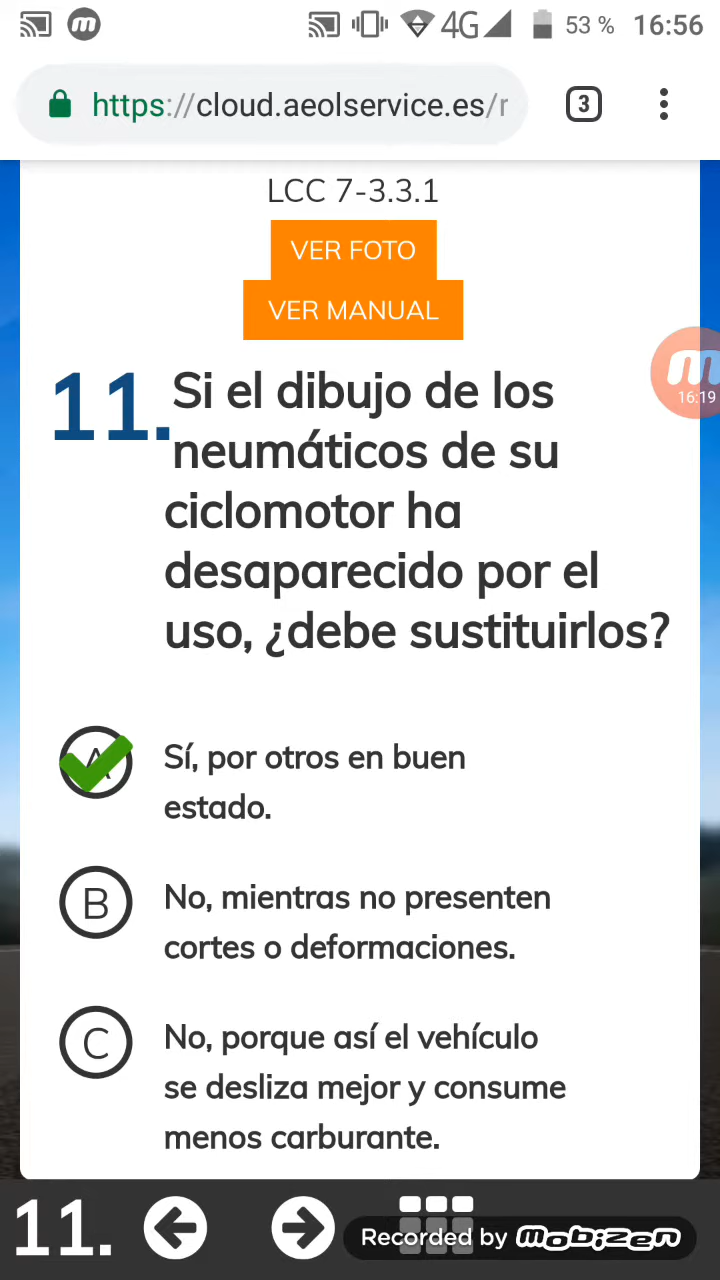 m 4G 53 % 16:56
https://cloud.aeolservice.es/r 3
LCC 7-3.3.1
VER FOTO
VER MANUAL
m
16:19
11. Si el dibujo de los
neumáticos de su
ciclomotor ha
desaparecido por el
uso, ¿debe sustituirlos?
A Sí, por otros en buen
estado.
B No, mientras no presenten
cortes o deformaciones.
C No, porque así el vehículo
se desliza mejor y consume
menos carburante.
11. Recorded by mobizen